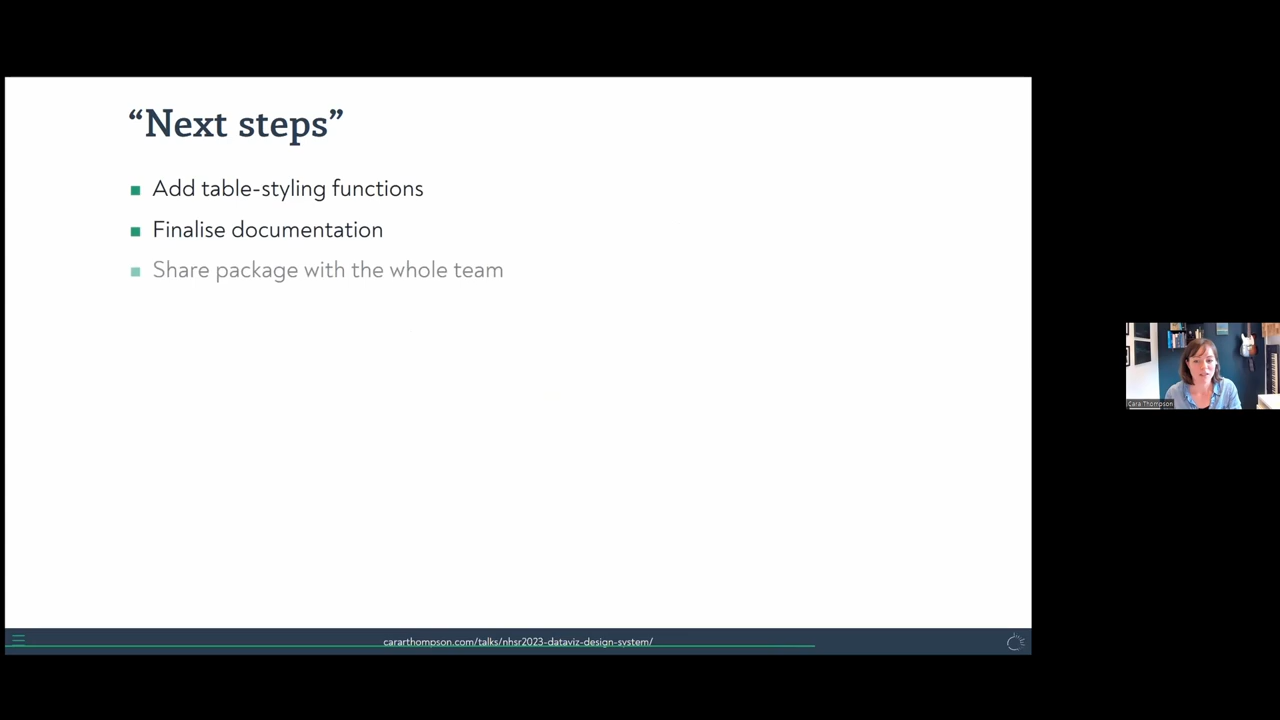 “Next steps”
Add table-styling functions
Finalise documentation
Share package with the whole team
Cara Thompson
cararthompson.com/talks/nhsr2023-dataviz-design-system/